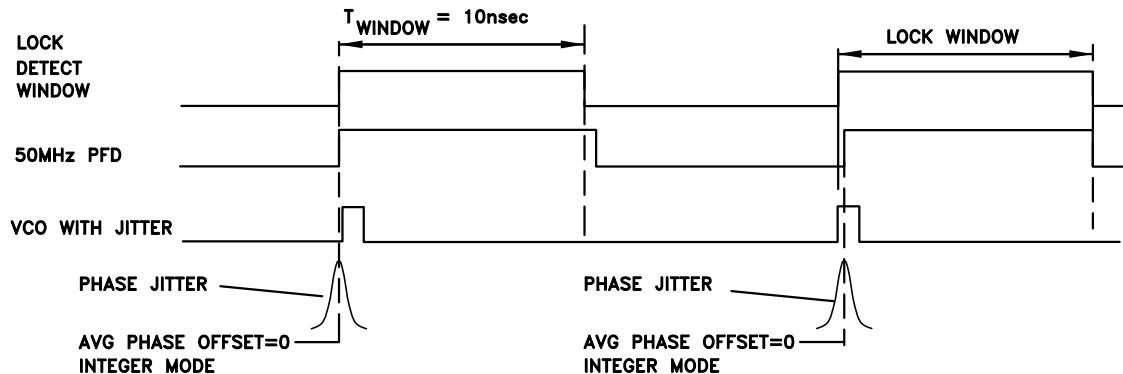 T WINDOW = 10nsec
LOCK
DETECT
WINDOW
LOCK WINDOW
50MHz PFD
VCO WITH JITTER
PHASE JITTER
PHASE JITTER
AVG PHASE OFFSET=0
INTEGER MODE
AVG PHASE OFFSET=0
INTEGER MODE